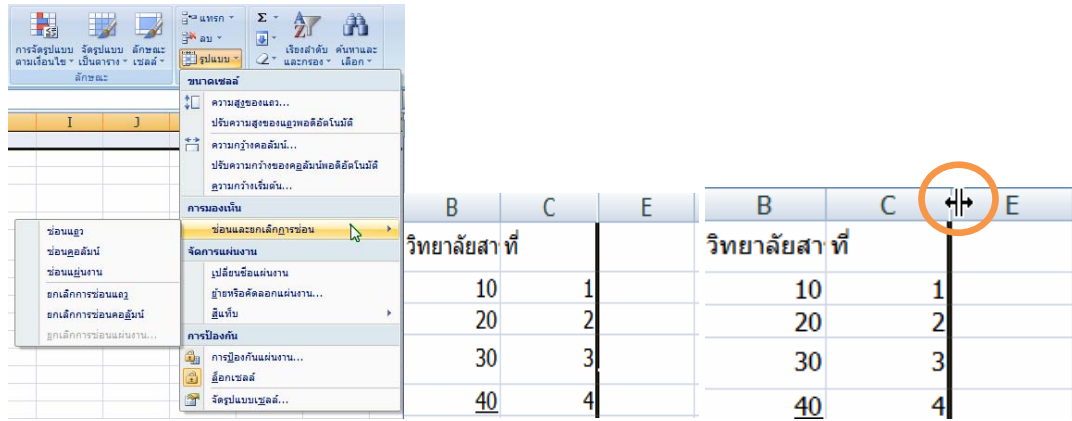 แทรก
Σ
ลบ
การจัดรูปแบบ จัดรูปแบบ ลักษณะ
ตามเงื่อนไข เป็นตาราง เซลล์
รูปแบบ
เรียงลำดับ ค้นหาและ
และกรอง เลือก
ลักษณะ
ขนาดเซลล์
ความสูงของแถว...
ปรับความสูงของแถวพอดีอัตโนมัติ
ความกว้างคอลัมน์...
ปรับความกว้างของคอลัมน์พอดีอัตโนมัติ
ความกว้างเริ่มต้น...
การมองเห็น
ซ่อนและยกเลิกการซ่อน
จัดการแผ่นงาน
เปลี่ยนชื่อแผ่นงาน
ย้ายหรือคัดลอกแผ่นงาน...
สีแท็บ
การป้องกัน
การป้องกันแผ่นงาน...
ล็อกเซลล์
จัดรูปแบบเซลล์...
I J
ซ่อนแถว
ซ่อนคอลัมน์
ซ่อนแผ่นงาน
ยกเลิกการซ่อนแถว
ยกเลิกการซ่อนคอลัมน์
ยกเลิกการซ่อนแผ่นงาน...
B C E
วิทยาลัยสา ที่
10 1
20 2
30 3
40 4
B C E
วิทยาลัยสา ที่
10 1
20 2
30 3
40 4